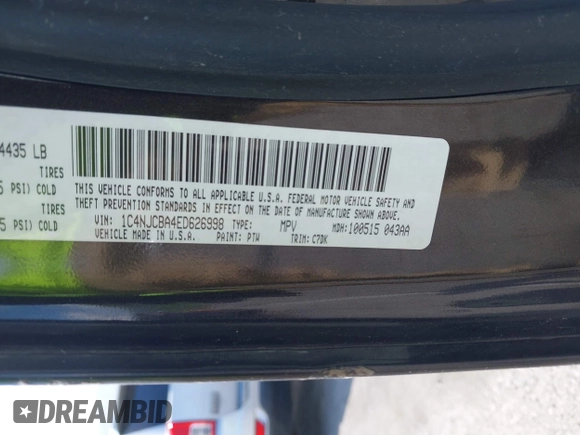 4435 LB
TIRES
5 PSI) COLD
TIRES
5 PSI) COLD
THIS VEHICLE CONFORMS TO ALL APPLICABLE U.S.A. FEDERAL MOTOR VEHICLE SAFETY AND
THEFT PREVENTION STANDARDS IN EFFECT ON THE DATE OF MANUFACTURE SHOWN ABOVE.
VIN: 1C4NJCBA4ED626998 TYPE: MPV MDH:100515 043AA
VEHICLE MADE IN U.S.A. PAINT: PTW TRIM: C7DK
DREAMBID